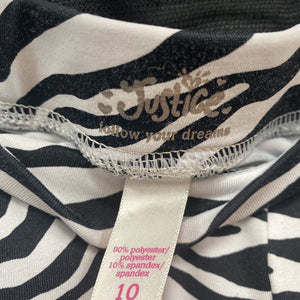 Justice
follow your dreams
90% polyester/
polyester
10% spandex/
spandex
10